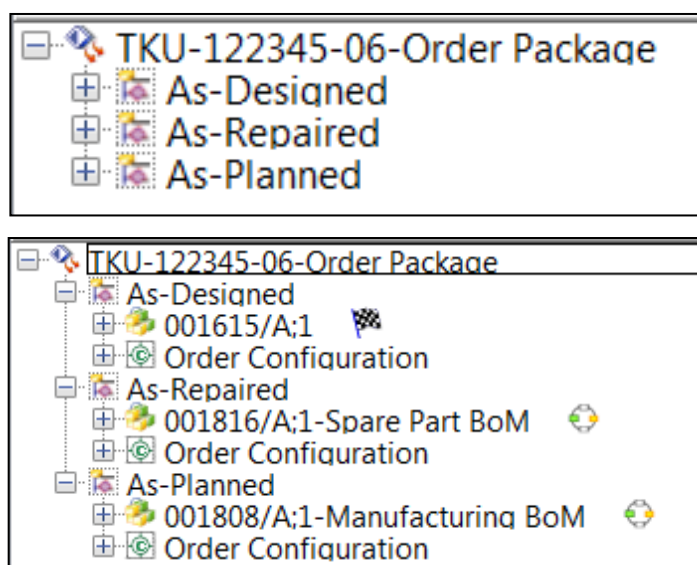 TKU-122345-06-Order Package
As-Designed
As-Repaired
As-Planned
TKU-122345-06-Order Package
As-Designed
001615/A;1
Order Configuration
As-Repaired
001816/A;1-Spare Part BoM
Order Configuration
As-Planned
001808/A;1-Manufacturing BoM
Order Configuration